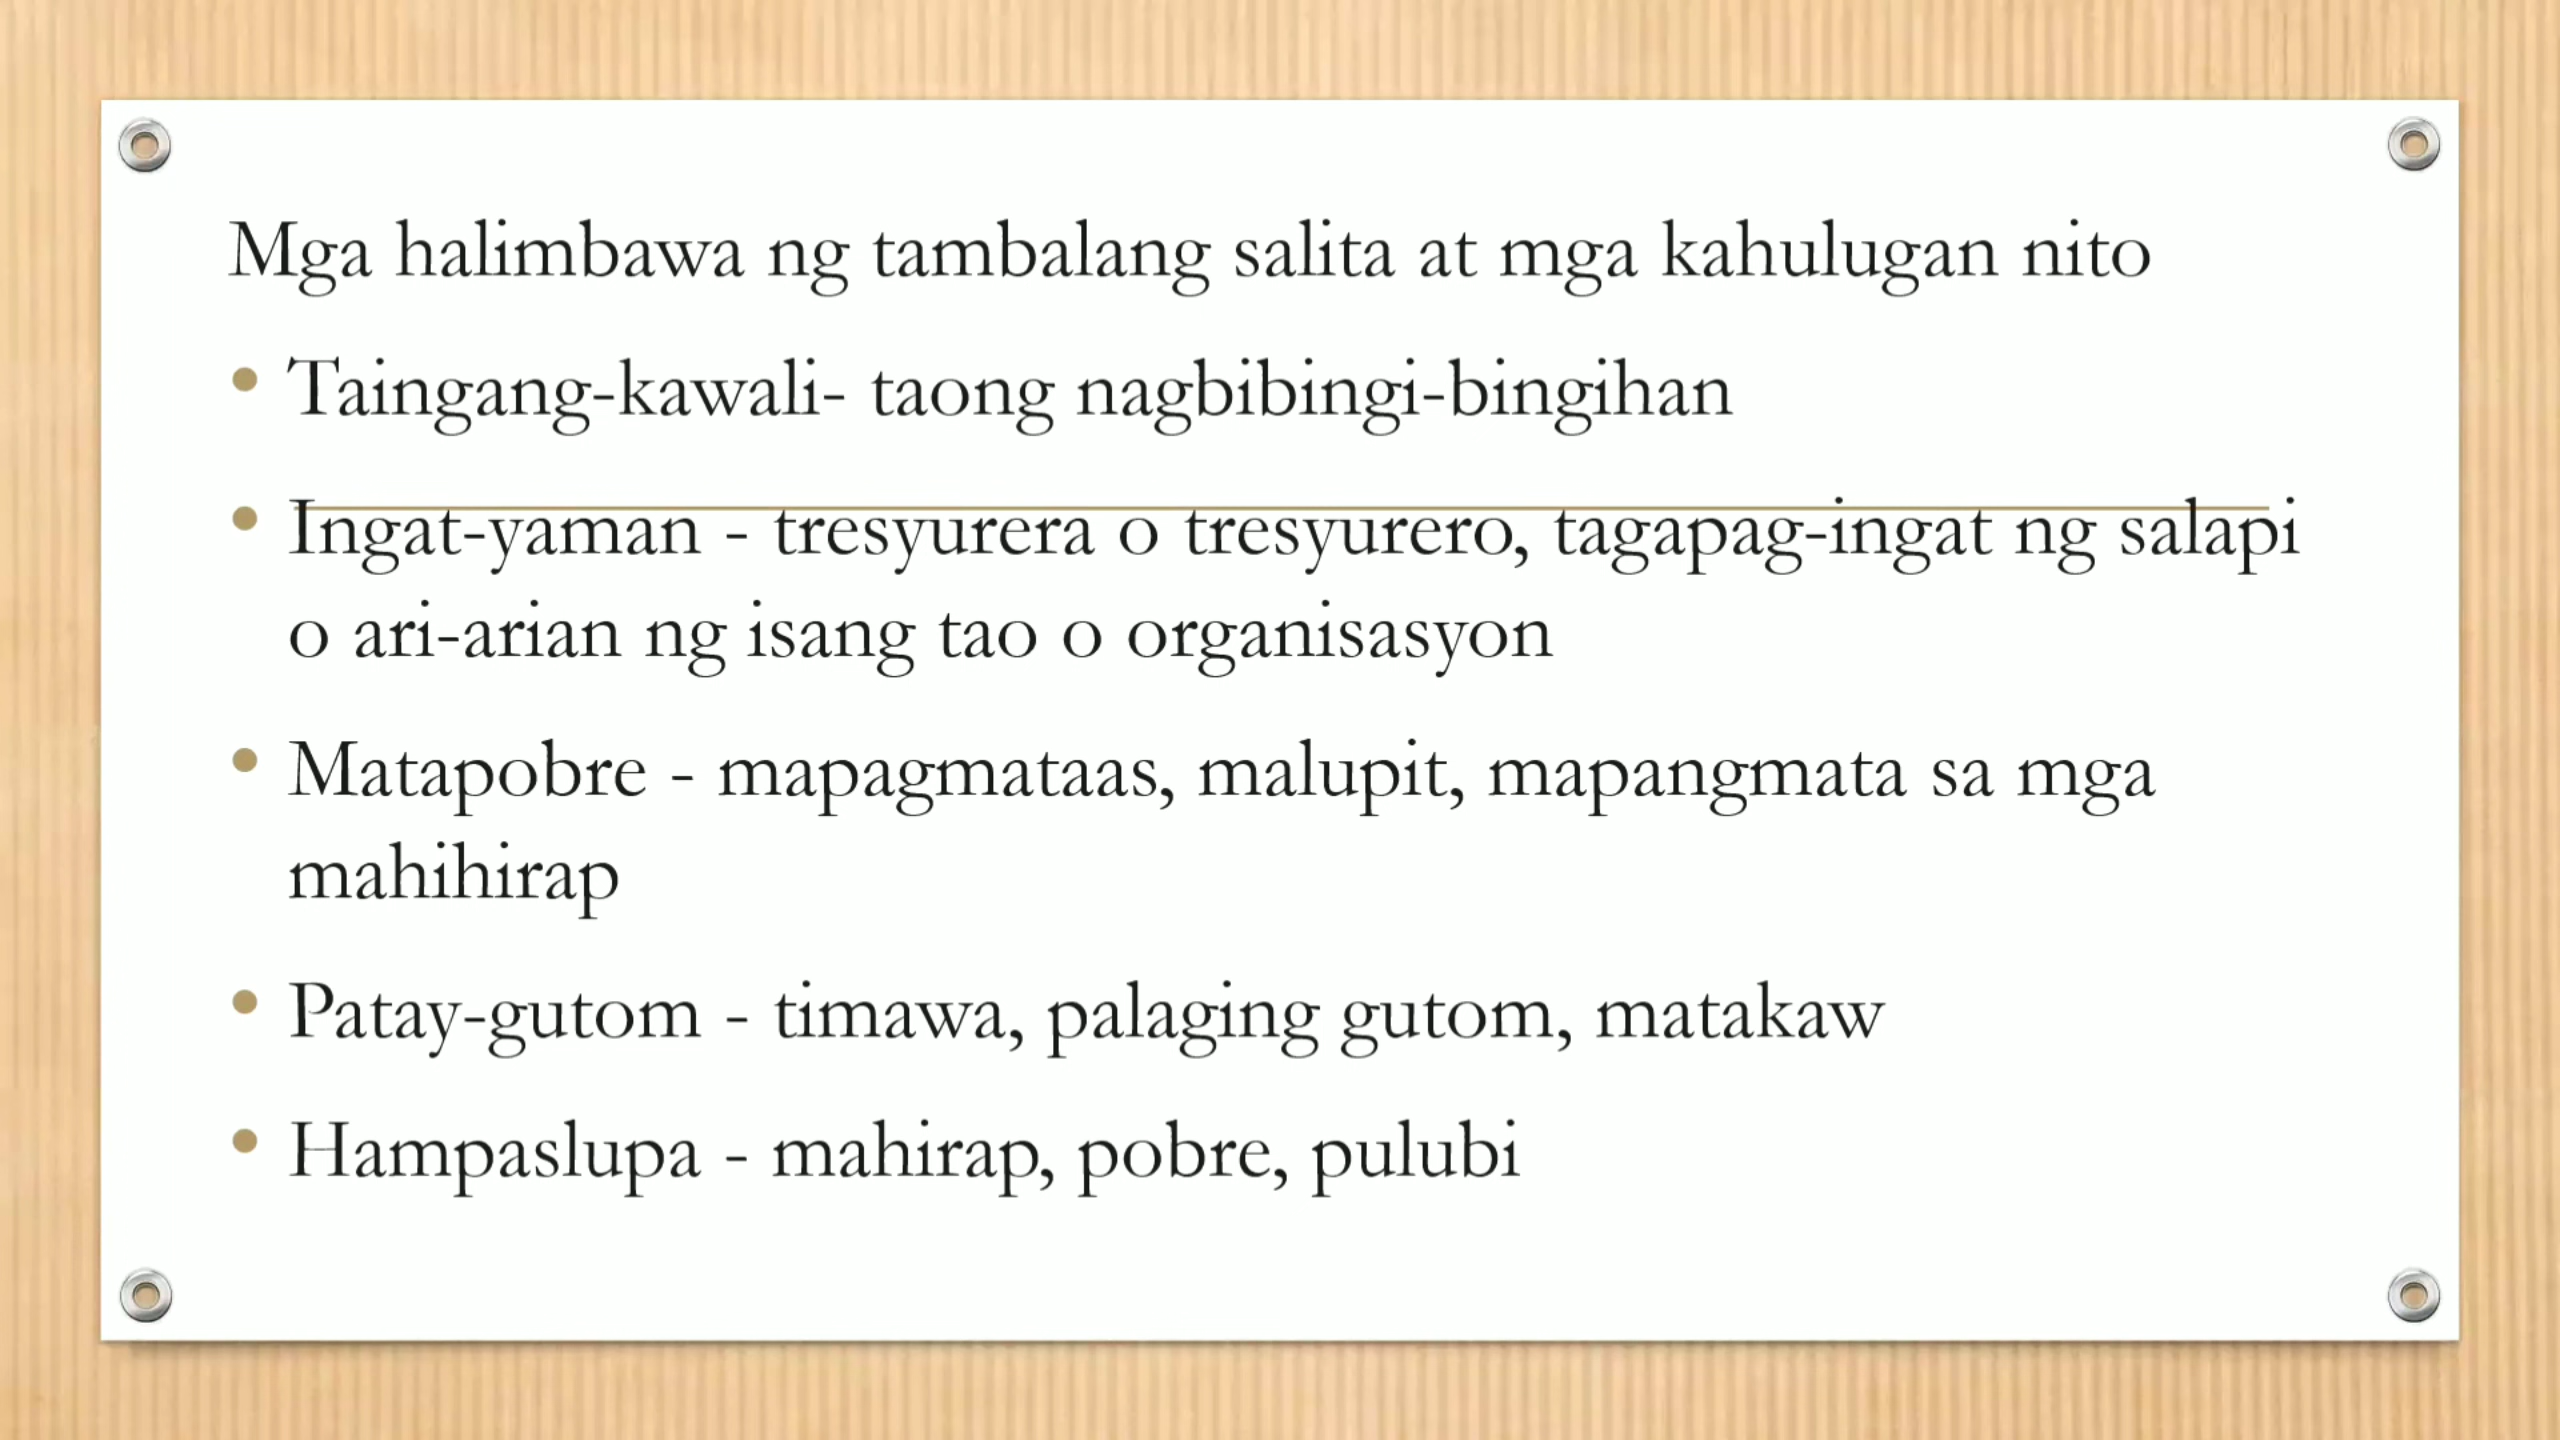 Mga halimbawa ng tambalang salita at mga kahulugan nito
• Taingang-kawali- taong nagbibingi-bingihan
• Ingat-yaman - tresyurera o tresyurero, tagapag-ingat ng salapi
o ari-arian ng isang tao o organisasyon
• Matapobre - mapagmataas, malupit, mapangmata sa mga
mahihirap
• Patay-gutom - timawa, palaging gutom, matakaw
• Hampaslupa - mahirap, pobre, pulubi